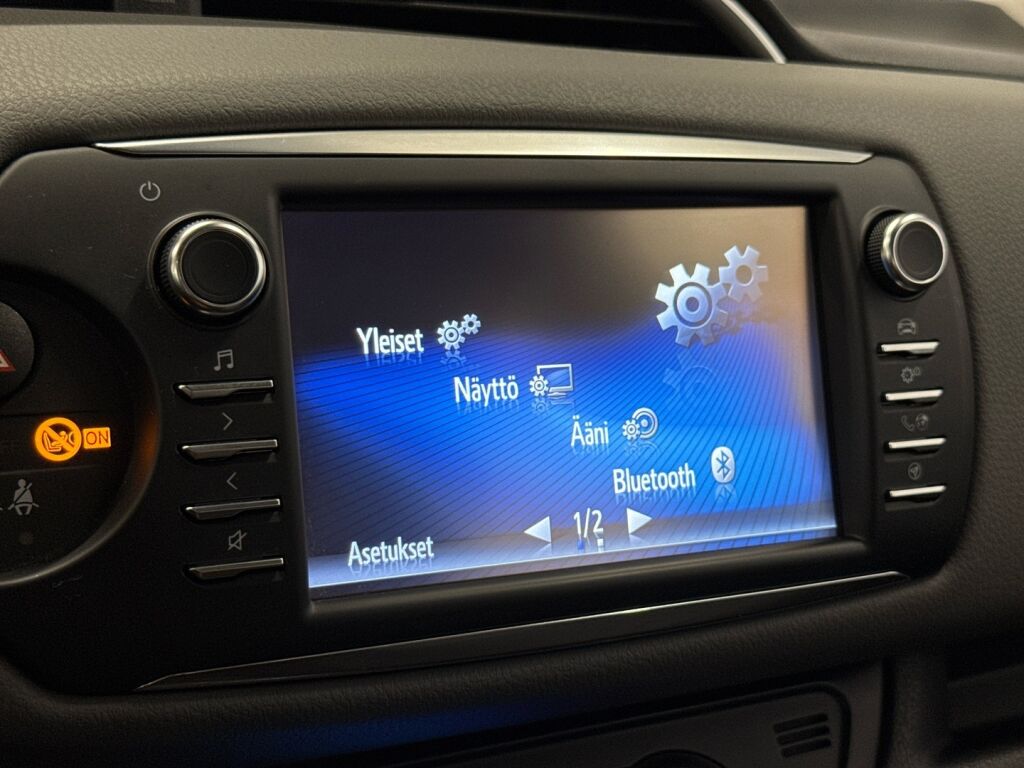 Yleiset
Näyttö
Ääni
Bluetooth
1/2
Asetukset
ON